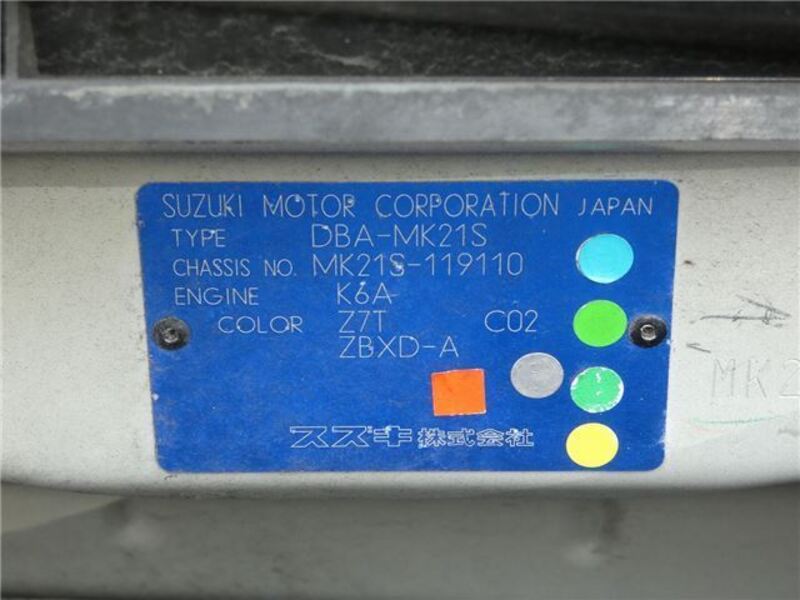 SUZUKI MOTOR CORPORATION JAPAN
TYPE DBA-MK21S
CHASSIS NO. MK21S-119110
ENGINE K6A
COLOR Z7T C02
ZBXD-A
スズキ株式会社
MK2